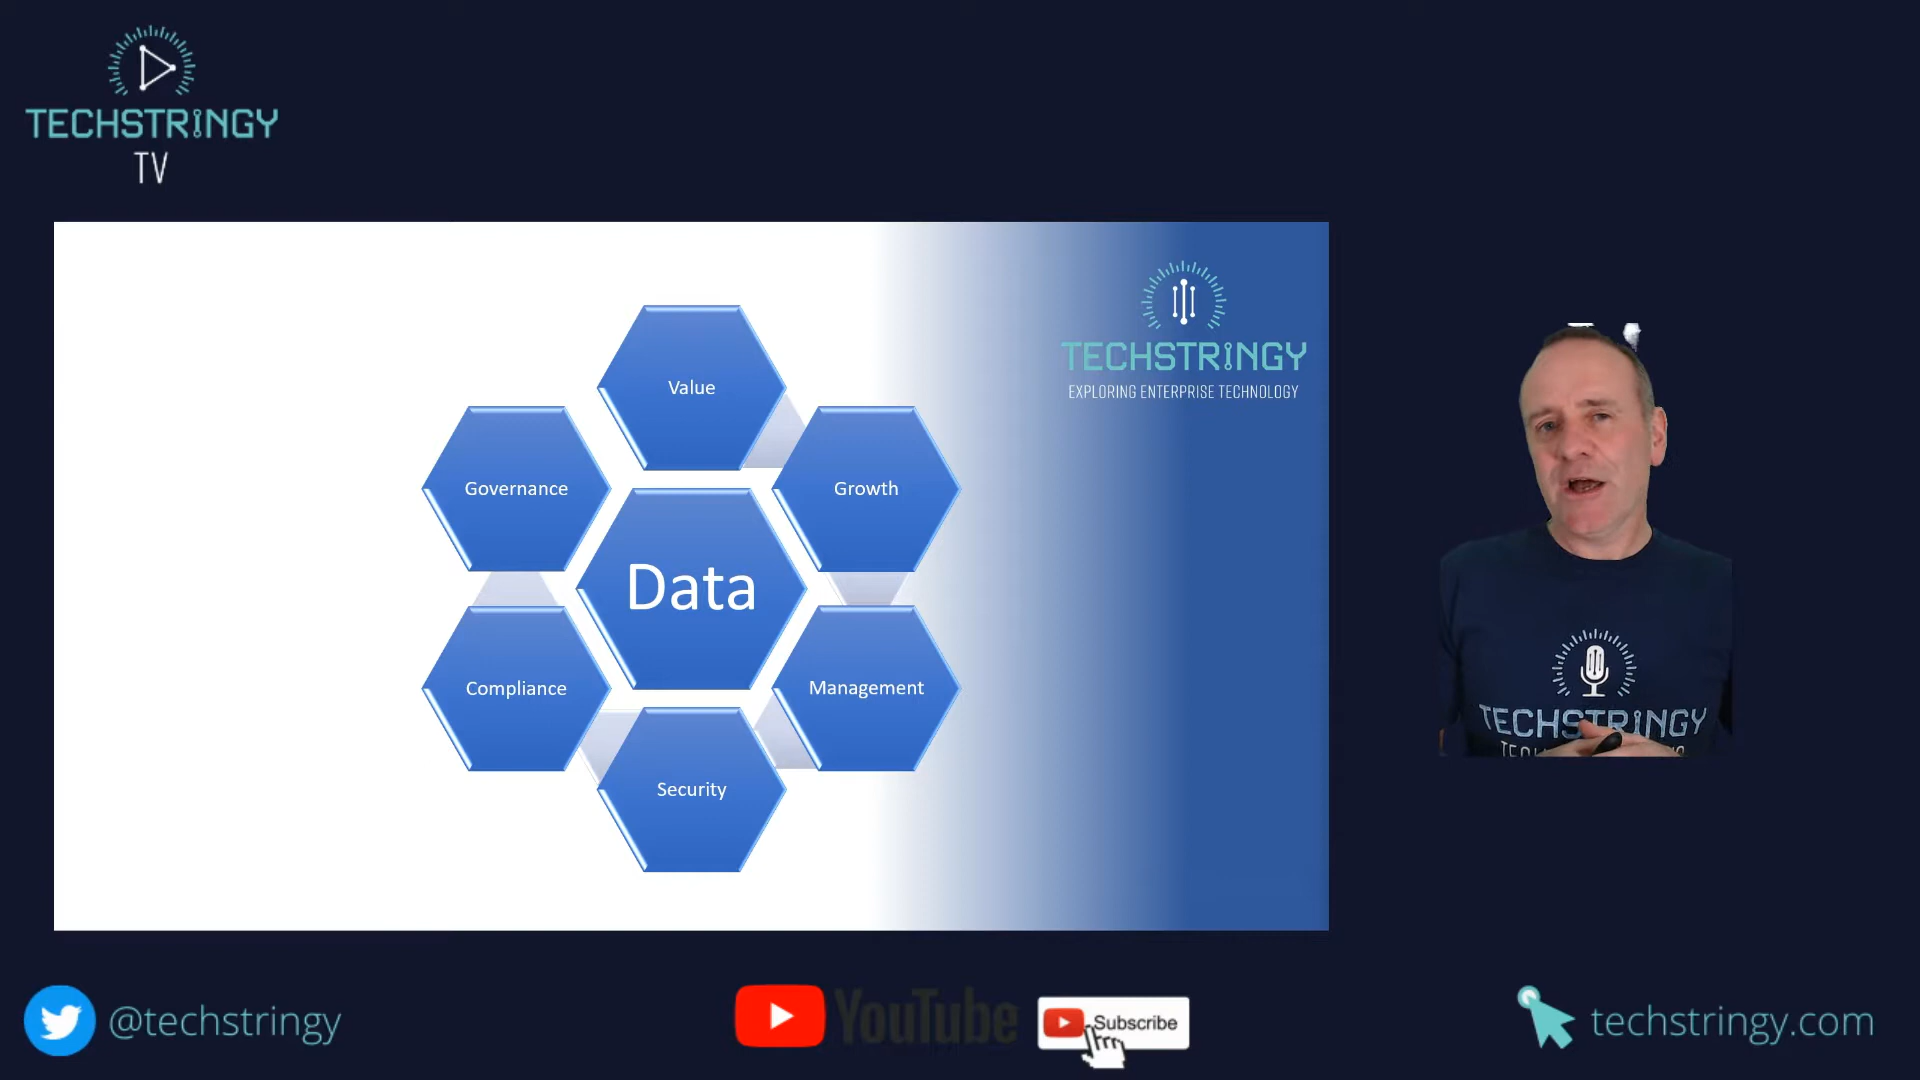 TECHSTRINGY
TV
TECHSTRINGY
EXPLORING ENTERPRISE TECHNOLOGY
Value
Governance
Growth
Data
Compliance
Management
Security
TECHSTRINGY
@techstringy
YouTube
Subscribe
techstringy.com